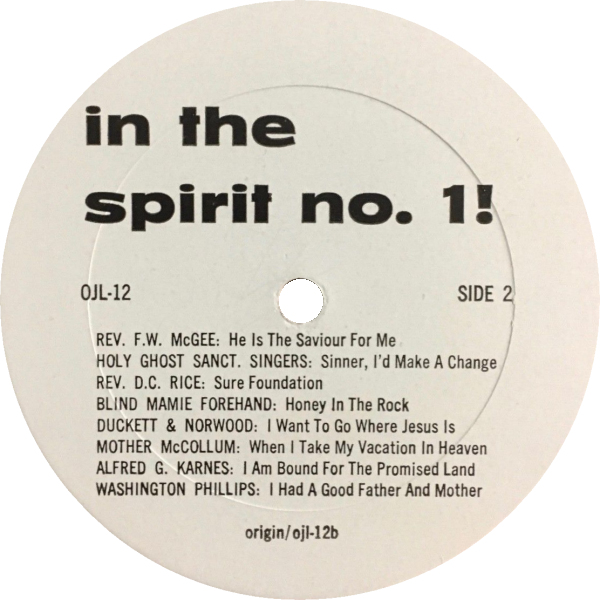 in the
spirit no. 1!
OJL-12 SIDE 2
REV. F.W. McGEE: He Is The Saviour For Me
HOLY GHOST SANCT. SINGERS: Sinner, I'd Make A Change
REV. D.C. RICE: Sure Foundation
BLIND MAMIE FOREHAND: Honey In The Rock
DUCKETT & NORWOOD: I Want To Go Where Jesus Is
MOTHER McCOLLUM: When I Take My Vacation In Heaven
ALFRED G. KARNES: I Am Bound For The Promised Land
WASHINGTON PHILLIPS: I Had A Good Father And Mother
origin/ojl-12b